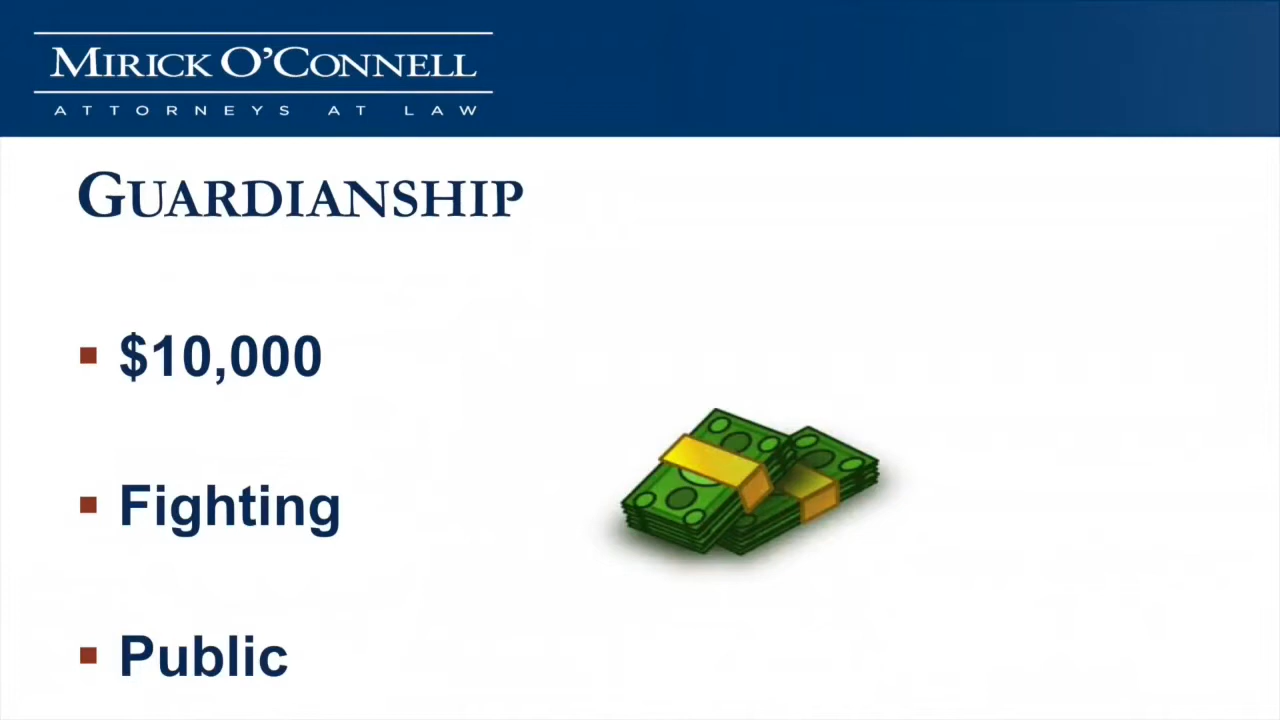 MIRICK O'CONNELL
ATTORNEYS AT LAW
GUARDIANSHIP
$10,000
Fighting
Public